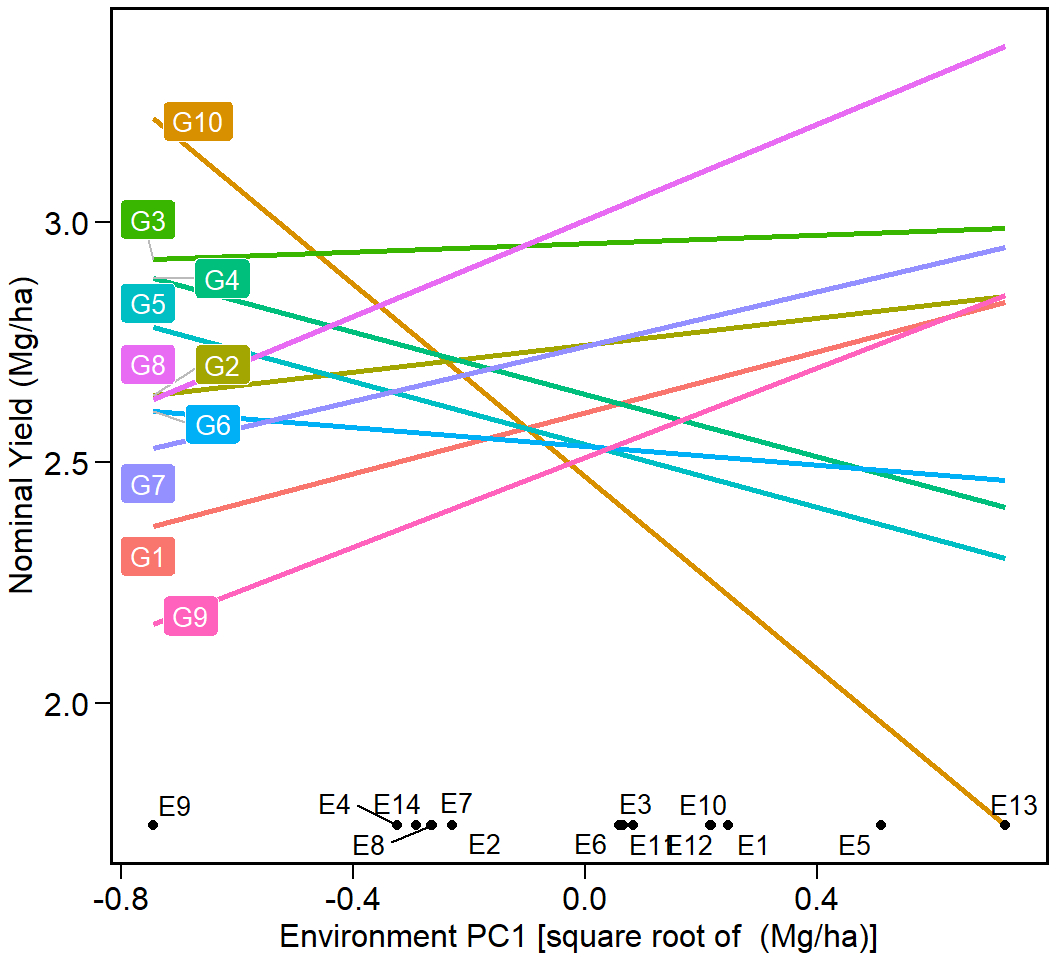 G10
G3
3.0
G4
G5
G8
G2
G6
2.5
G7
G1
G9
2.0
Nominal Yield (Mg/ha)
E9
E4
E14
E7
E3
E10
E13
E8
E2
E6
E11
E12
E1
E5
-0.8
-0.4
0.0
0.4
Environment PC1 [square root of  (Mg/ha)]